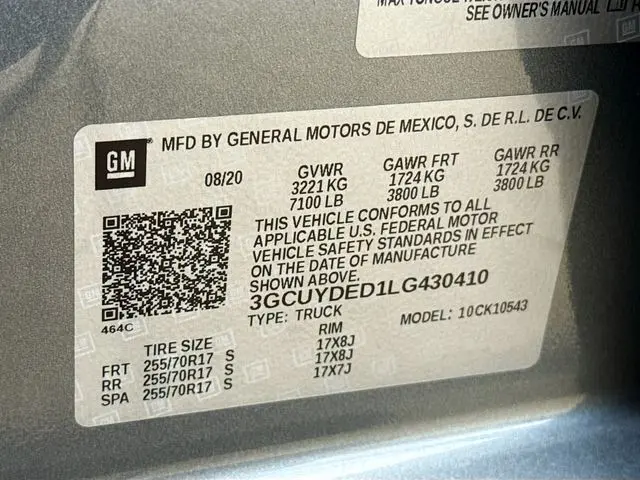 SEE OWNER'S MANUAL
GM
MFD BY GENERAL MOTORS DE MEXICO, S. DE R.L. DE C.V.
08/20
GVWR
3221 KG
7100 LB
GAWR FRT
1724 KG
3800 LB
GAWR RR
1724 KG
3800 LB
THIS VEHICLE CONFORMS TO ALL
APPLICABLE U.S. FEDERAL MOTOR
VEHICLE SAFETY STANDARDS IN EFFECT
ON THE DATE OF MANUFACTURE
SHOWN ABOVE.
3GCUYDED1LG430410
TYPE: TRUCK
MODEL: 10CK10543
464C
TIRE SIZE
RIM
FRT 255/70R17 S 17X8J
RR 255/70R17 S 17X8J
SPA 255/70R17 S 17X7J